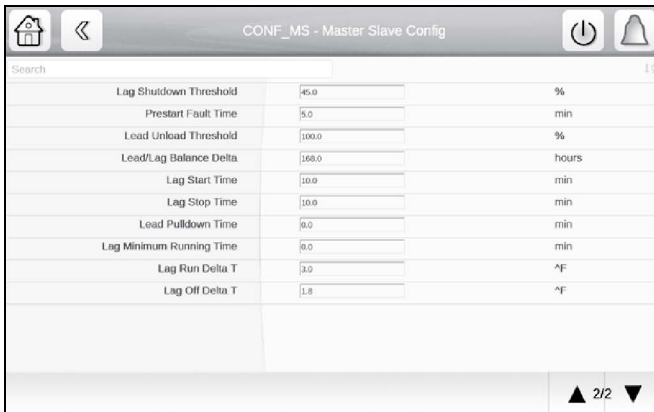 CONF_MS - Master Slave Config
Search
Lag Shutdown Threshold 45.0 %
Prestart Fault Time 5.0 min
Lead Unload Threshold 100.0 %
Lead/Lag Balance Delta 168.0 hours
Lag Start Time 10.0 min
Lag Stop Time 10.0 min
Lead Pulldown Time 0.0 min
Lag Minimum Running Time 0.0 min
Lag Run Delta T 3.0 ^F
Lag Off Delta T 1.8 ^F
2/2